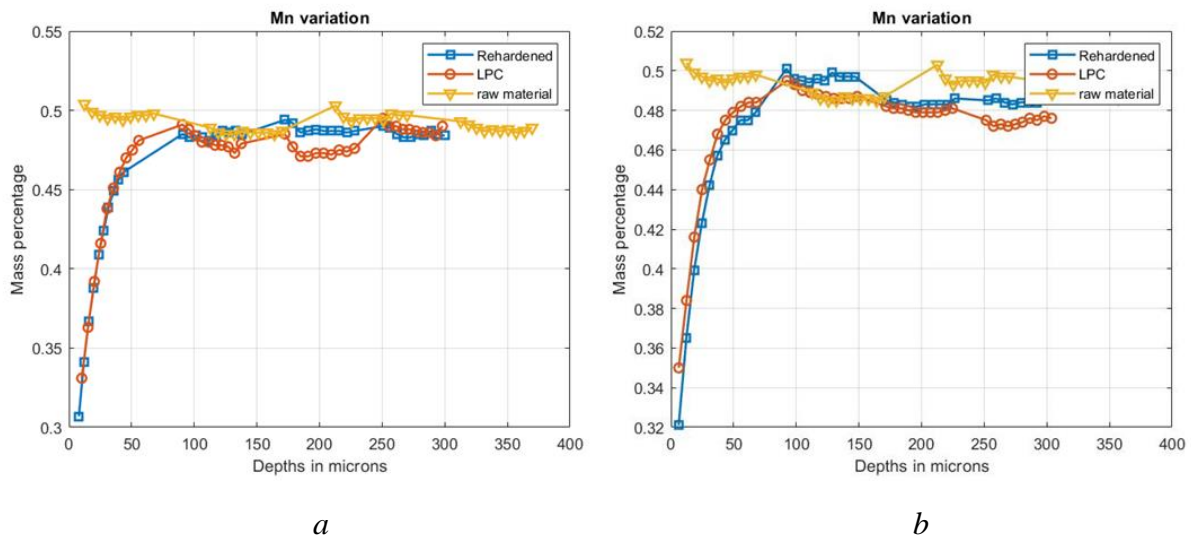 Mn variation
0.55
0.5
0.45
0.4
0.35
0.3
Mass percentage
0 50 100 150 200 250 300 350 400
Depths in microns
Rehardened
LPC
raw material
a
Mn variation
0.52
0.5
0.48
0.46
0.44
0.42
0.4
0.38
0.36
0.34
0.32
Mass percentage
0 50 100 150 200 250 300 350 400
Depths in microns
Rehardened
LPC
raw material
b